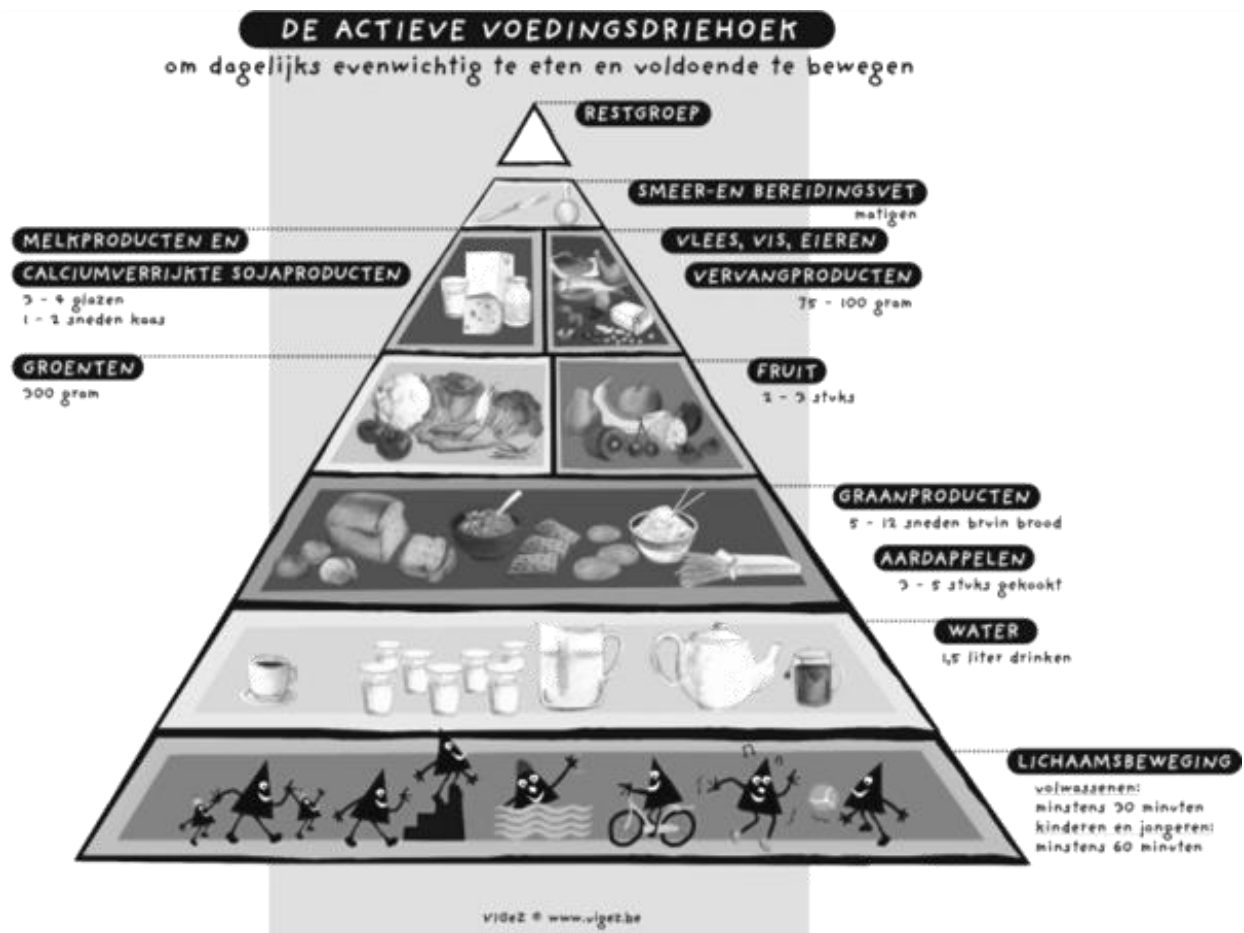 DE ACTIEVE VOEDINGSDRIEHOEK
om dagelijks evenwichtig te eten en voldoende te bewegen
RESTGROEP
SMEER-EN BEREIDINGSVET
matigen
MELKPRODUCTEN EN
CALCIUMVERRIJKTE SOJAPRODUCTEN
3 - 4 glazen
1 - 2 sneden kaas
VLEES, VIS, EIEREN
VERVANGPRODUCTEN
75 - 100 gram
GROENTEN
300 gram
FRUIT
2 - 3 stuks
GRAANPRODUCTEN
5 - 12 sneden bruin brood
AARDAPPELEN
3 - 5 stuks gekookt
WATER
1,5 liter drinken
LICHAAMSBEWEGING
volwassenen:
minstens 30 minuten
kinderen en jongeren:
minstens 60 minuten
VIGeZ © www.vigez.be